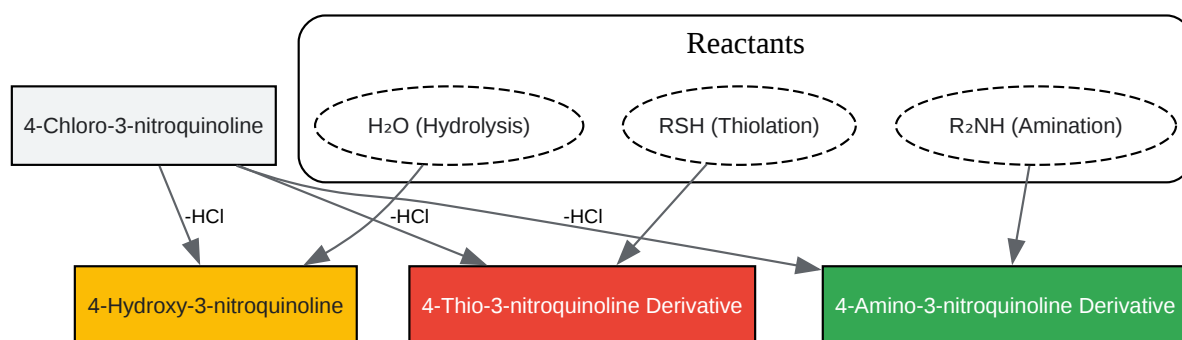 Reactants
4-Chloro-3-nitroquinoline
H₂O (Hydrolysis)
RSH (Thiolation)
R₂NH (Amination)
-HCl
-HCl
-HCl
4-Hydroxy-3-nitroquinoline
4-Thio-3-nitroquinoline Derivative
4-Amino-3-nitroquinoline Derivative